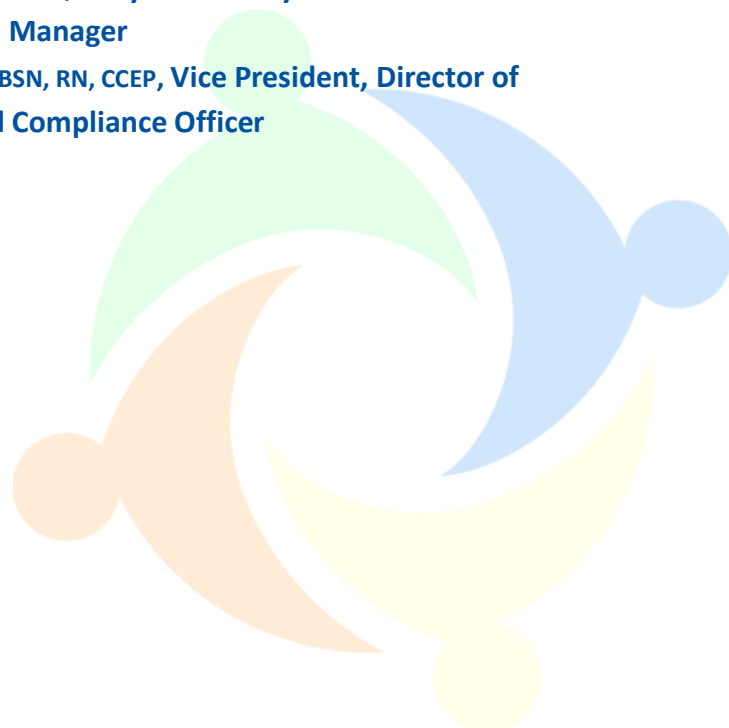 Manager
BSN, RN, CCEP, Vice President, Director of
Compliance Officer